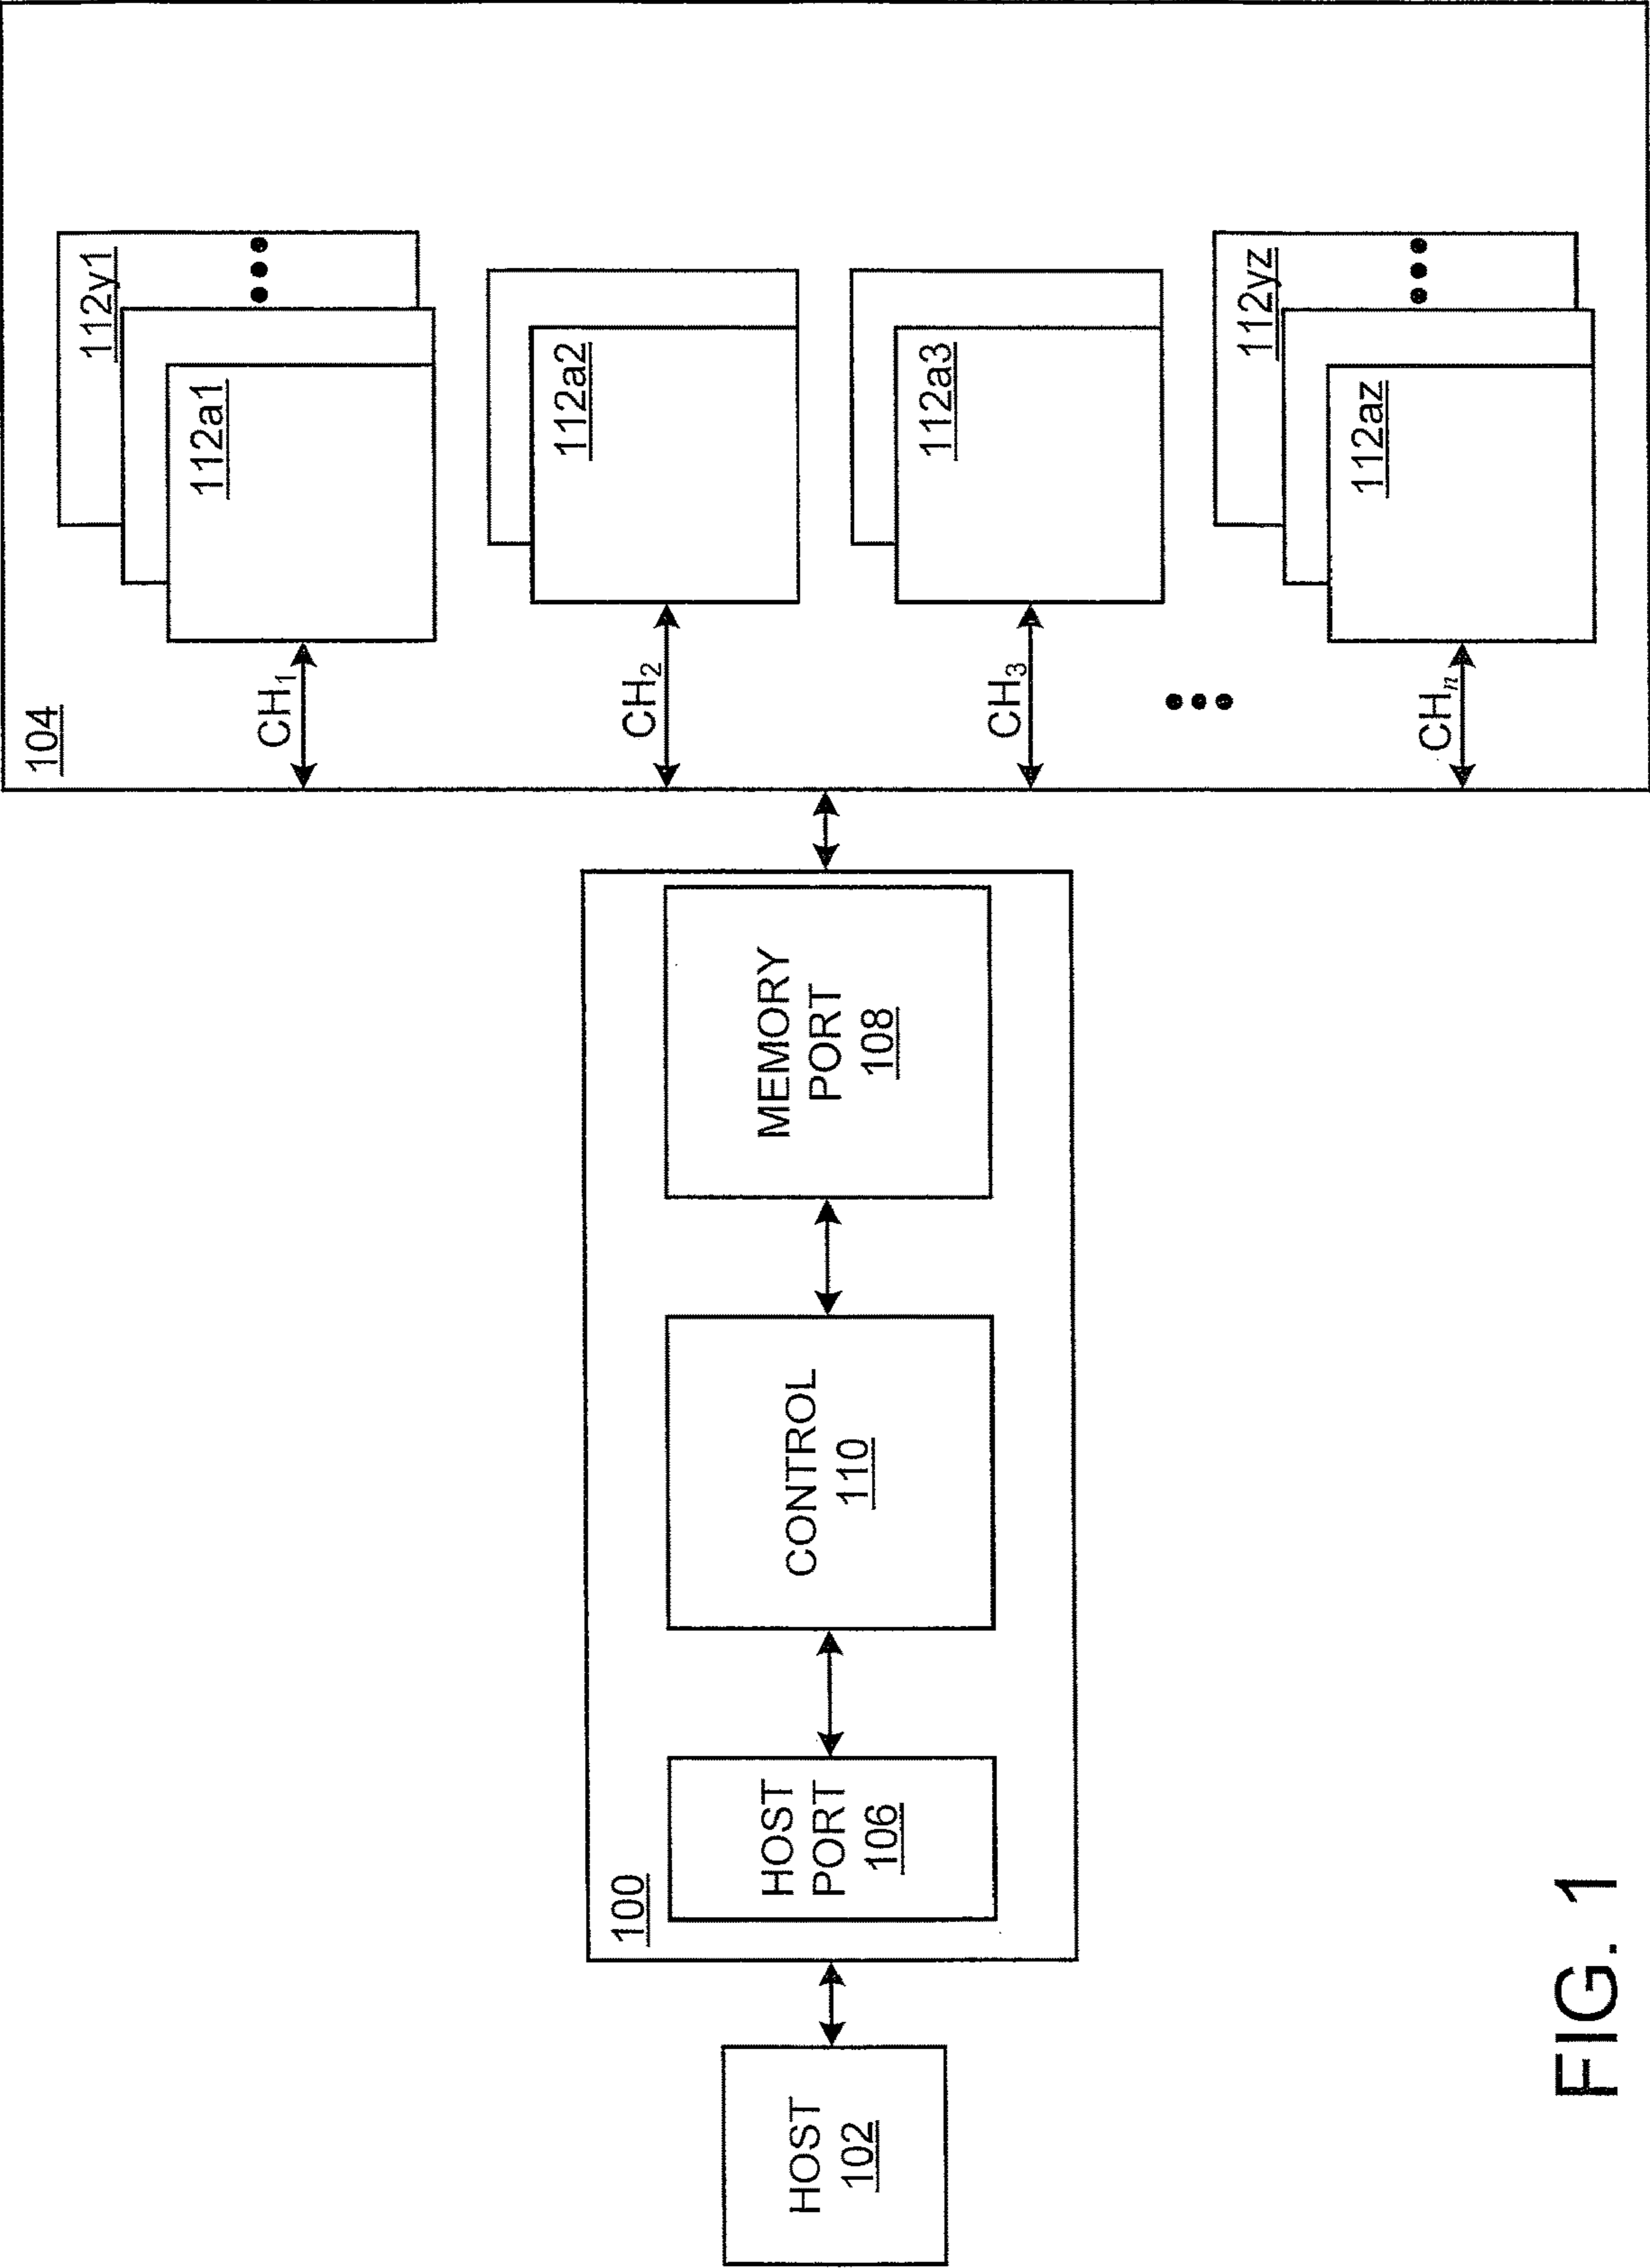 104
112y1
112a1
CH1
112a2
CH2
112a3
CH3
112yz
112az
CHn
HOST
102
100
HOST
PORT
106
CONTROL
110
MEMORY
PORT
108
FIG. 1